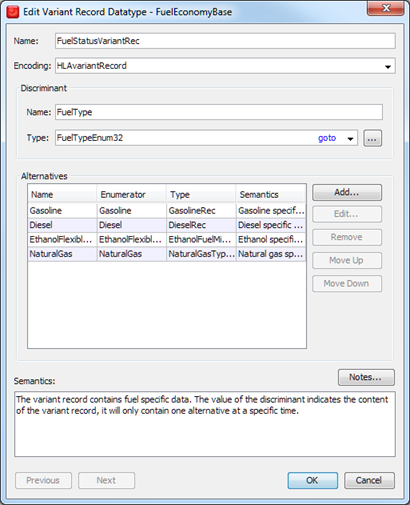 Edit Variant Record Datatype - FuelEconomyBase
Name: FuelStatusVariantRec
Encoding: HLAvariantRecord
Discriminant
Name: FuelType
Type: FuelTypeEnum32 goto ...
Alternatives
Name Enumerator Type Semantics Add...
Gasoline Gasoline GasolineRec Gasoline specif... Edit...
Diesel Diesel DieselRec Diesel specific ... Remove
EthanolFlexibl... EthanolFlexibl... EthanolFuelMi... Ethanol specifi...
NaturalGas NaturalGas NaturalGasTyp... Natural gas sp... Move Up
Move Down
Semantics: Notes...
The variant record contains fuel specific data. The value of the discriminant indicates the content
of the variant record, it will only contain one alternative at a specific time.
Previous Next OK Cancel